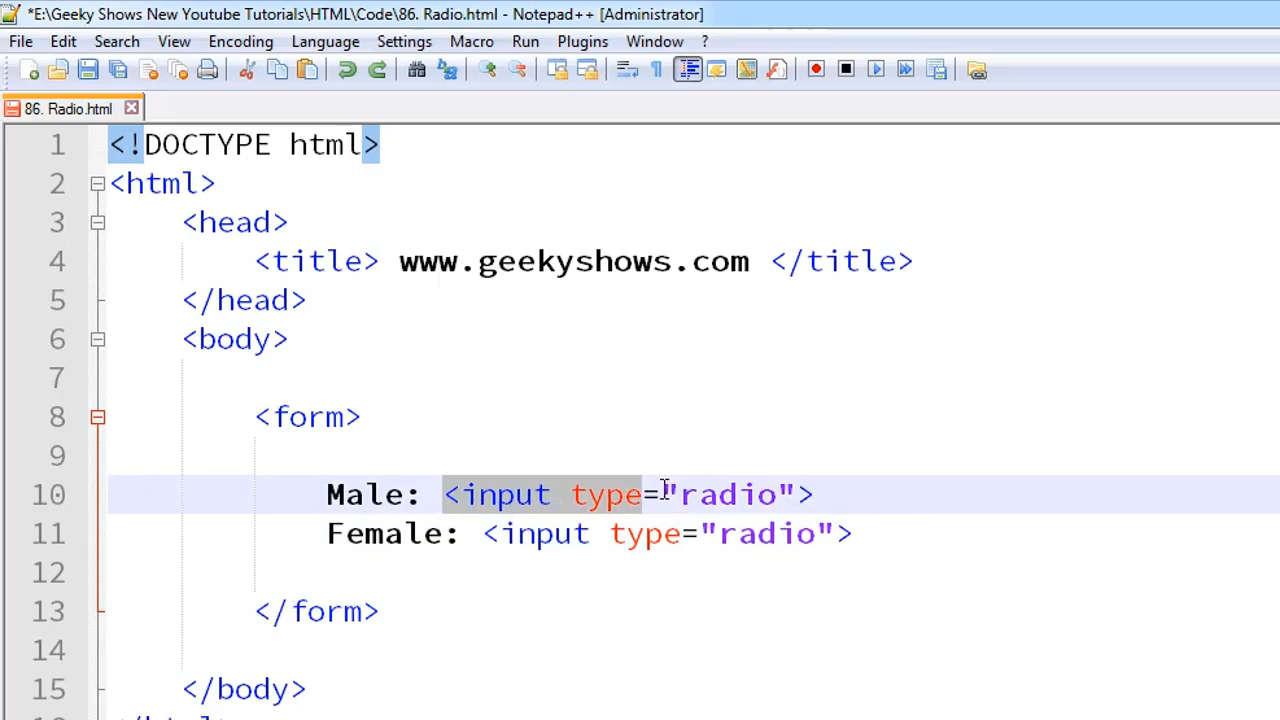 *E:\Geeky Shows New Youtube Tutorials\HTML\Code\86. Radio.html - Notepad++ [Administrator]
File Edit Search View Encoding Language Settings Macro Run Plugins Window ?
86. Radio.html
1 <!DOCTYPE html>
2 <html>
3 <head>
4 <title> www.geekyshows.com </title>
5 </head>
6 <body>
7
8 <form>
9
10 Male: <input type="radio">
11 Female: <input type="radio">
12
13 </form>
14
15 </body>